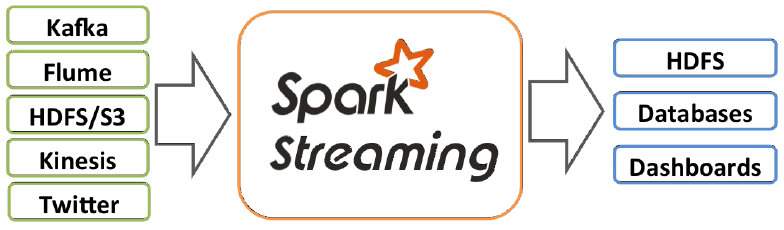 Kafka
Flume
HDFS/S3
Kinesis
Twitter
Spark
Streaming
HDFS
Databases
Dashboards